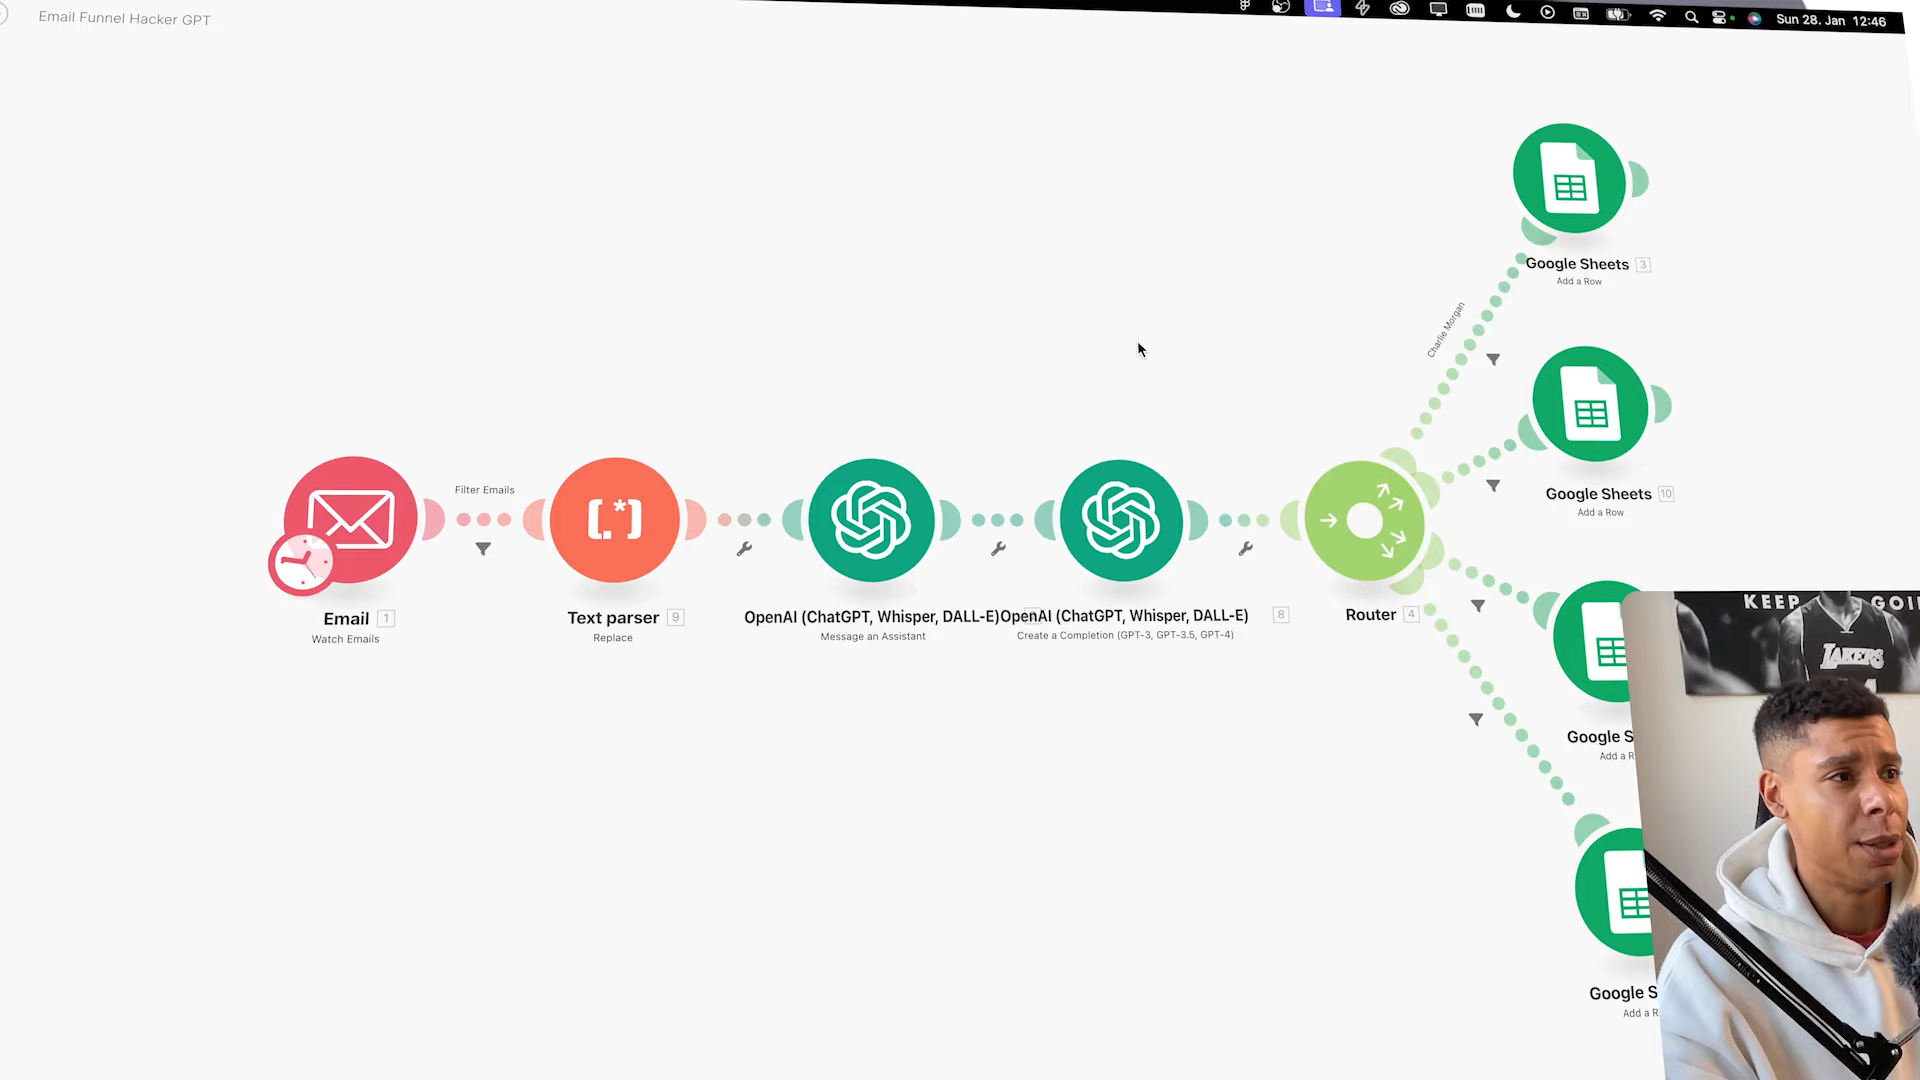 Email Funnel Hacker GPT
Sun 28. Jan 12:46
Google Sheets 3
Add a Row
Charlie Morgan
Google Sheets 10
Add a Row
Filter Emails
Email 1
Watch Emails
Text parser 9
Replace
OpenAI (ChatGPT, Whisper, DALL-E)
Message an Assistant
OpenAI (ChatGPT, Whisper, DALL-E) 8
Create a Completion (GPT-3, GPT-3.5, GPT-4)
Router 4
Google S
Add a R
Google S
Add a R
KEEP GOI
LAKERS